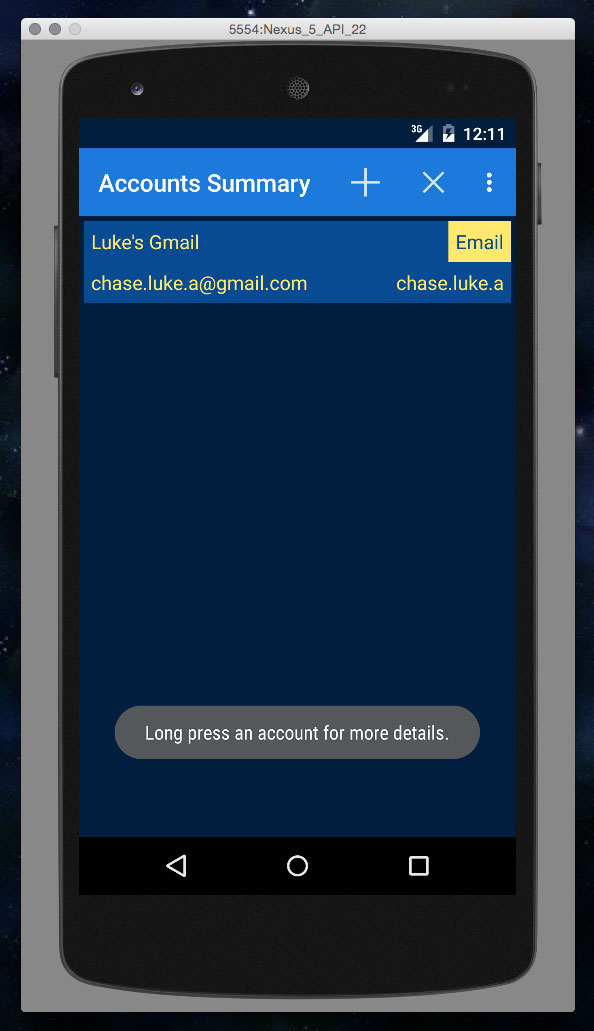 5554:Nexus_5_API_22
3G 12:11
Accounts Summary
Luke's Gmail Email
chase.luke.a@gmail.com chase.luke.a
Long press an account for more details.